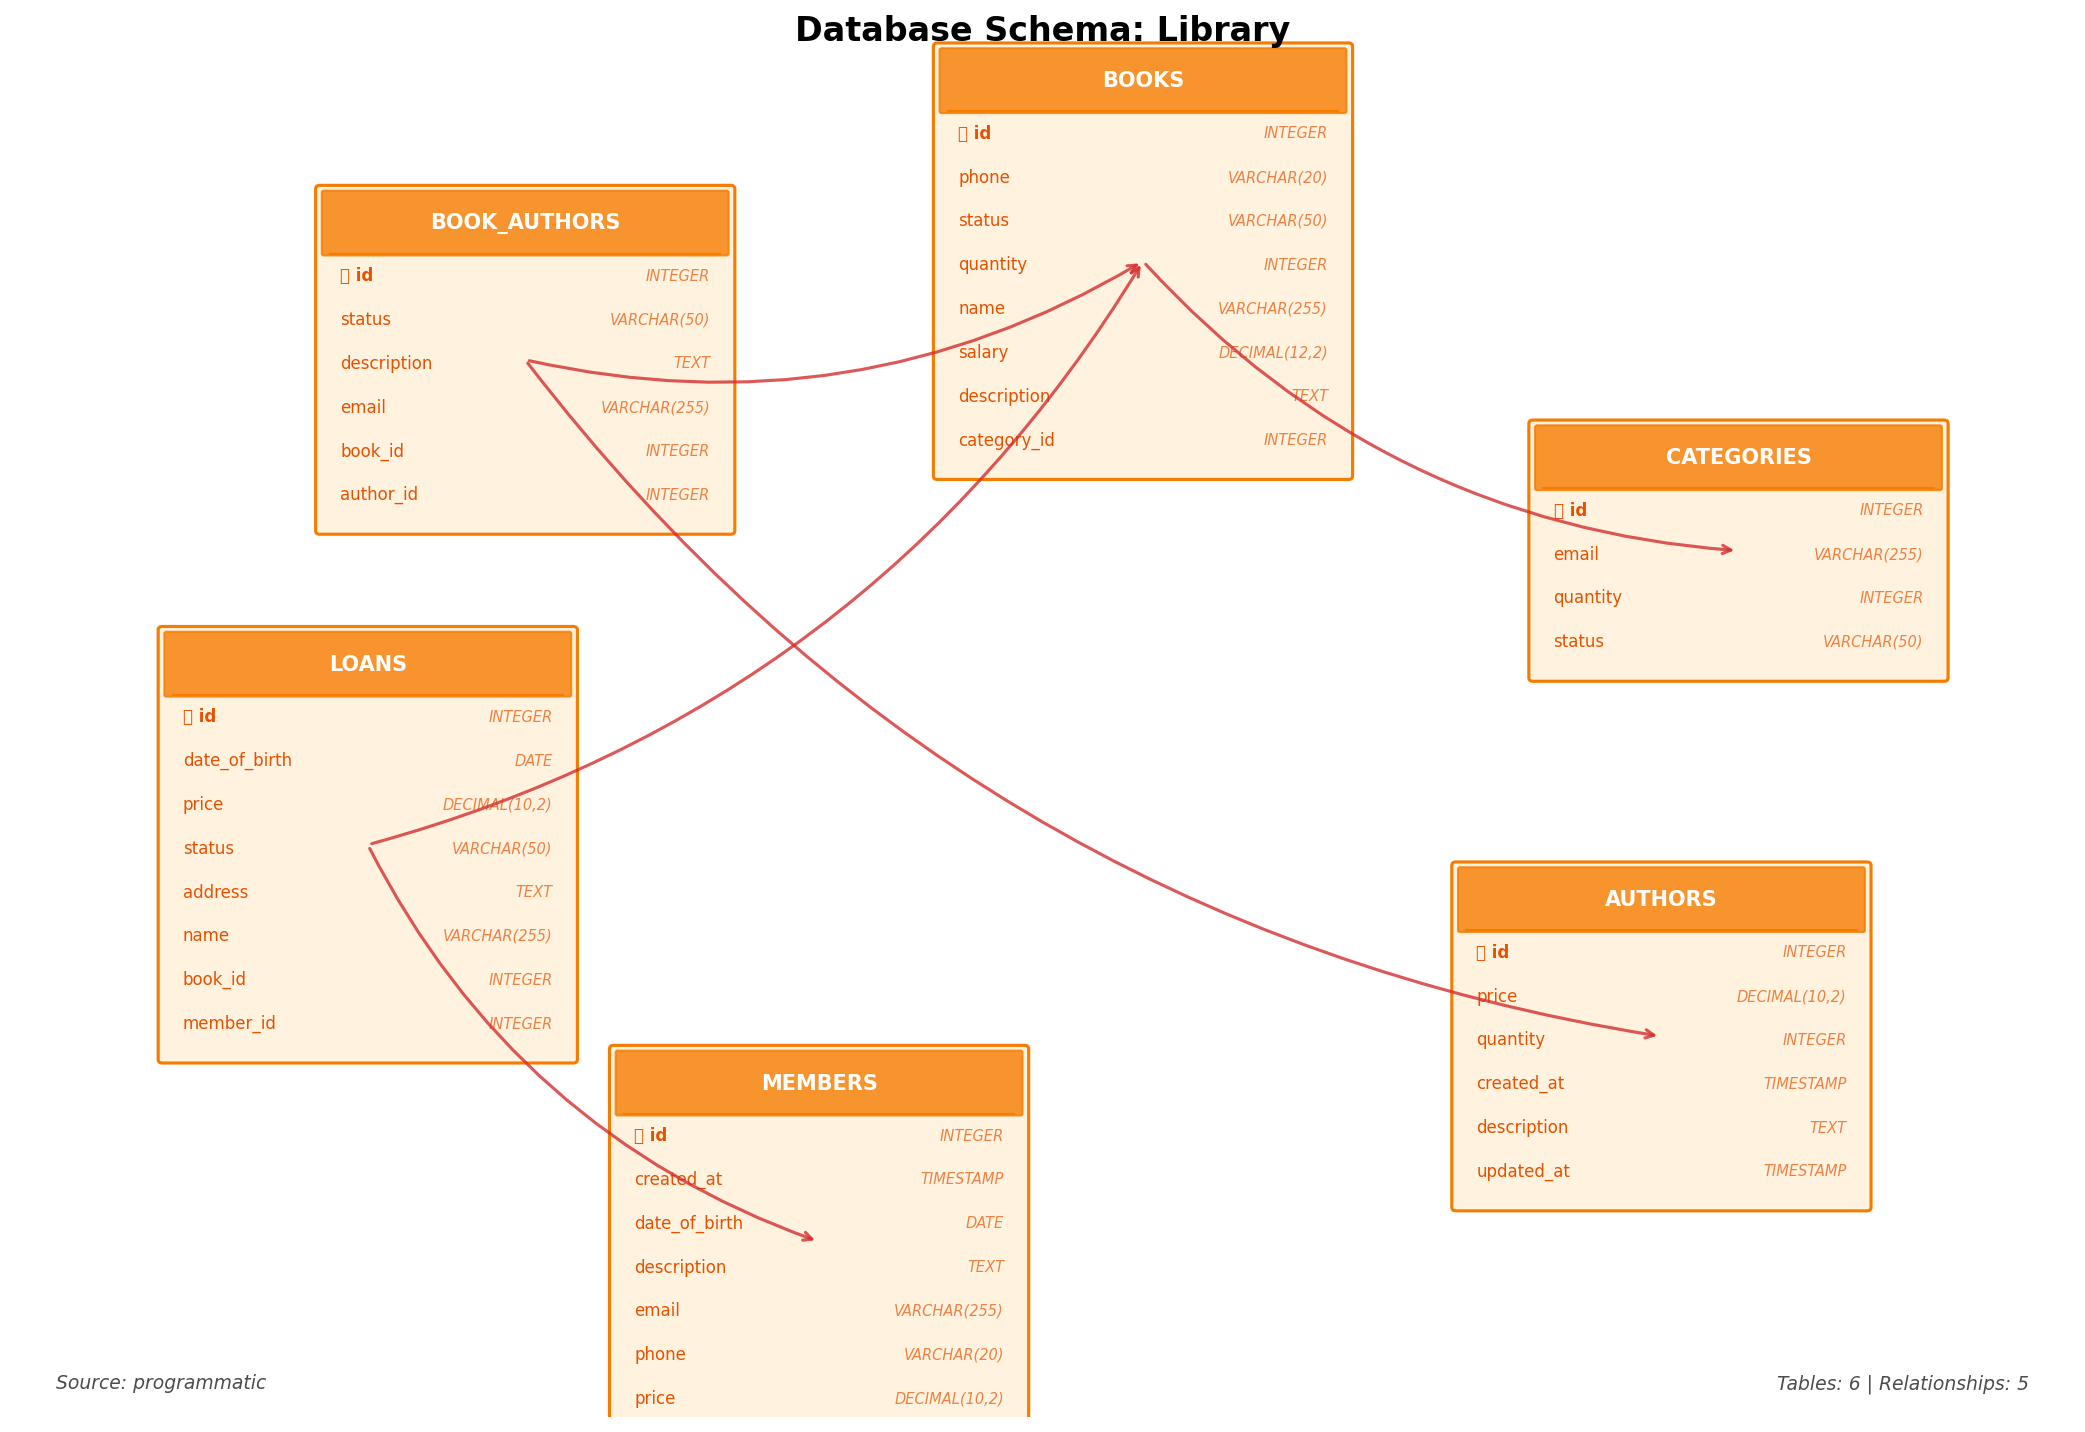 Database Schema: Library
BOOKS
id INTEGER
phone VARCHAR(20)
status VARCHAR(50)
quantity INTEGER
name VARCHAR(255)
salary DECIMAL(12,2)
description TEXT
category_id INTEGER
BOOK_AUTHORS
id INTEGER
status VARCHAR(50)
description TEXT
email VARCHAR(255)
book_id INTEGER
author_id INTEGER
CATEGORIES
id INTEGER
email VARCHAR(255)
quantity INTEGER
status VARCHAR(50)
LOANS
id INTEGER
date_of_birth DATE
price DECIMAL(10,2)
status VARCHAR(50)
address TEXT
name VARCHAR(255)
book_id INTEGER
member_id INTEGER
AUTHORS
id INTEGER
price DECIMAL(10,2)
quantity INTEGER
created_at TIMESTAMP
description TEXT
updated_at TIMESTAMP
MEMBERS
id INTEGER
created_at TIMESTAMP
date_of_birth DATE
description TEXT
email VARCHAR(255)
phone VARCHAR(20)
price DECIMAL(10,2)
Source: programmatic
Tables: 6 | Relationships: 5